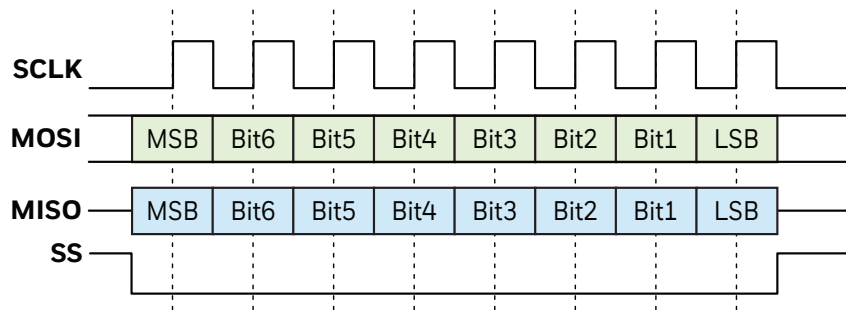 SCLK
MOSI MSB Bit6 Bit5 Bit4 Bit3 Bit2 Bit1 LSB
MISO MSB Bit6 Bit5 Bit4 Bit3 Bit2 Bit1 LSB
SS